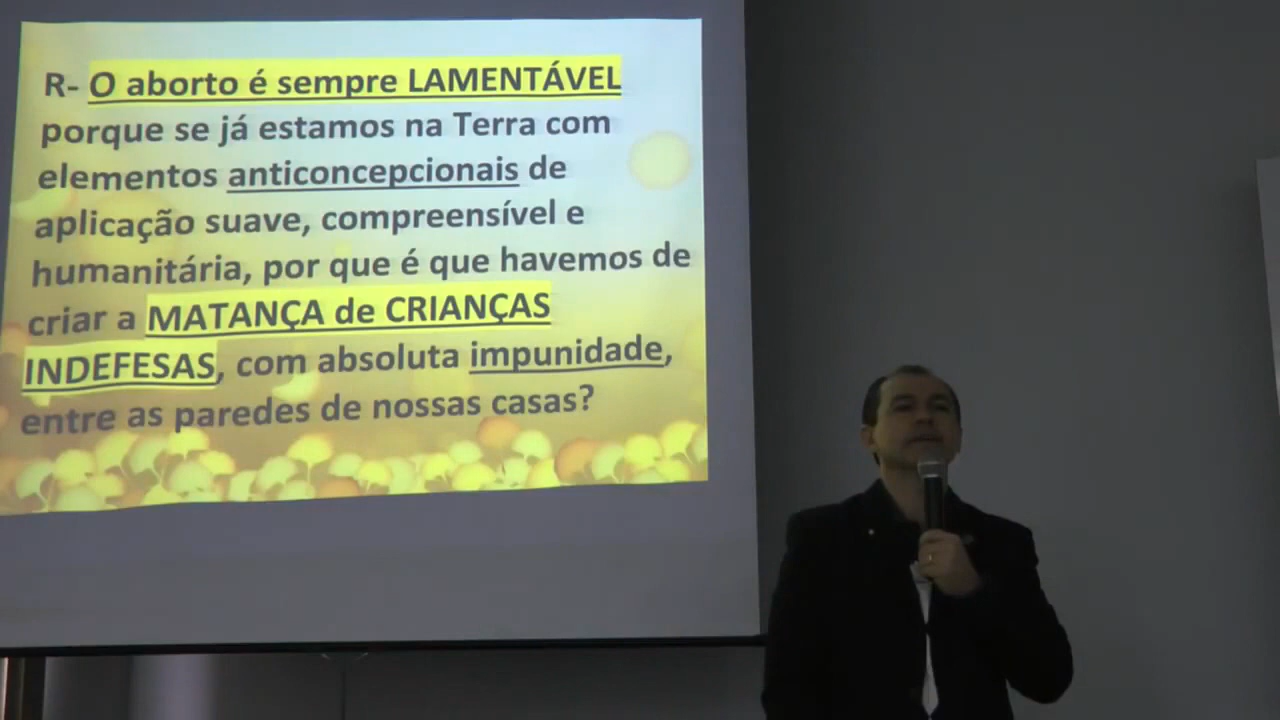 R- O aborto é sempre LAMENTÁVEL
porque se já estamos na Terra com
elementos anticoncepcionais de
aplicação suave, compreensível e
humanitária, por que é que havemos de
criar a MATANÇA de CRIANÇAS
INDEFESAS, com absoluta impunidade,
entre as paredes de nossas casas?